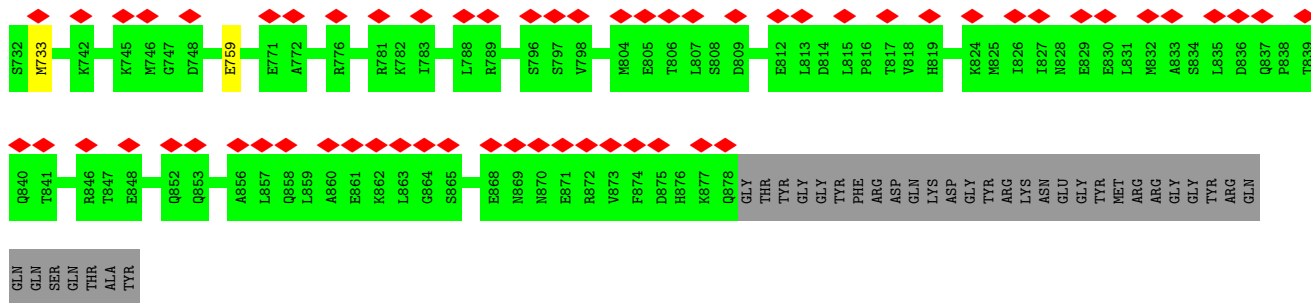 S732 M733 K742 K745 M746 G747 D748 E759 E771 A772 R776 R781 K782 I783 L788 R789 S796 S797 V798 M804 E805 T806 L807 S808 D809 E812 L813 D814 L815 P816 T817 V818 H819 K824 M825 I826 I827 N828 E829 E830 L831 M832 A833 S834 L835 D836 Q837 P838 T839
Q840 T841 R846 T847 E848 Q852 Q853 A856 L857 Q858 L859 A860 E861 K862 L863 G864 S865 E868 N869 N870 E871 R872 V873 F874 D875 H876 K877 Q878 GLY THR TYR GLY GLY TYR PHE ARG ASP GLN LYS ASP GLY TYR ARG LYS ASN GLU GLY TYR MET ARG ARG GLY GLY TYR ARG GLN
GLN GLN SER GLN THR ALA TYR